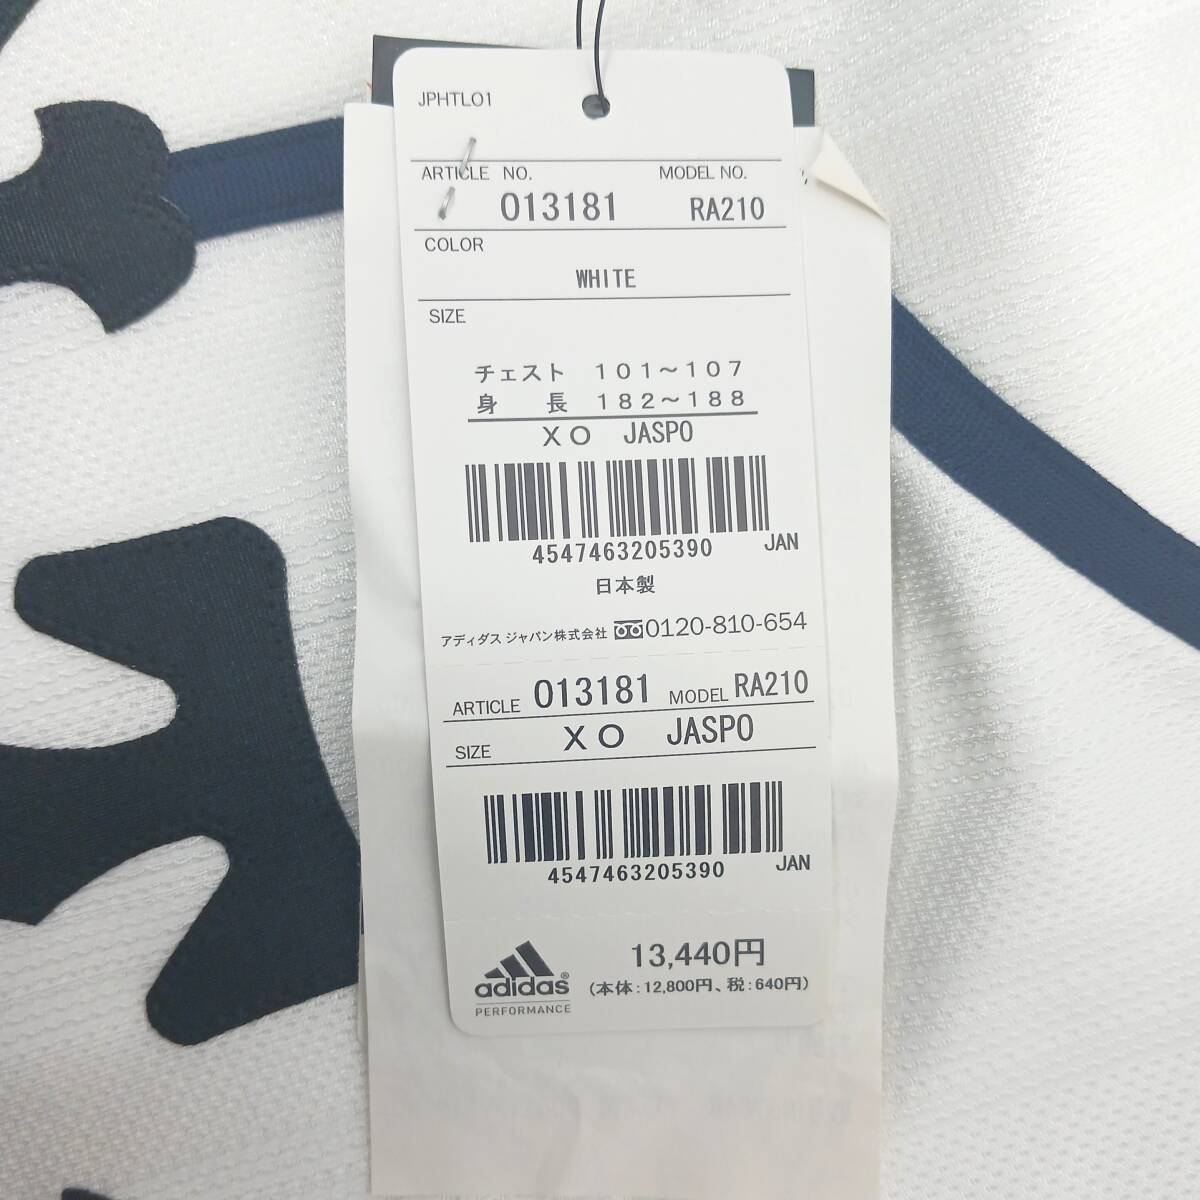 JPHTL01
ARTICLE NO. MODEL NO.
013181 RA210
COLOR
WHITE
SIZE
チェスト 101～107
身長 182～188
XO JASPO
4547463205390 JAN
日本製
アディダス ジャパン株式会社 0120-810-654
ARTICLE 013181 MODEL RA210
SIZE XO JASPO
4547463205390 JAN
adidas®
PERFORMANCE
13,440円
(本体:12,800円、税:640円)